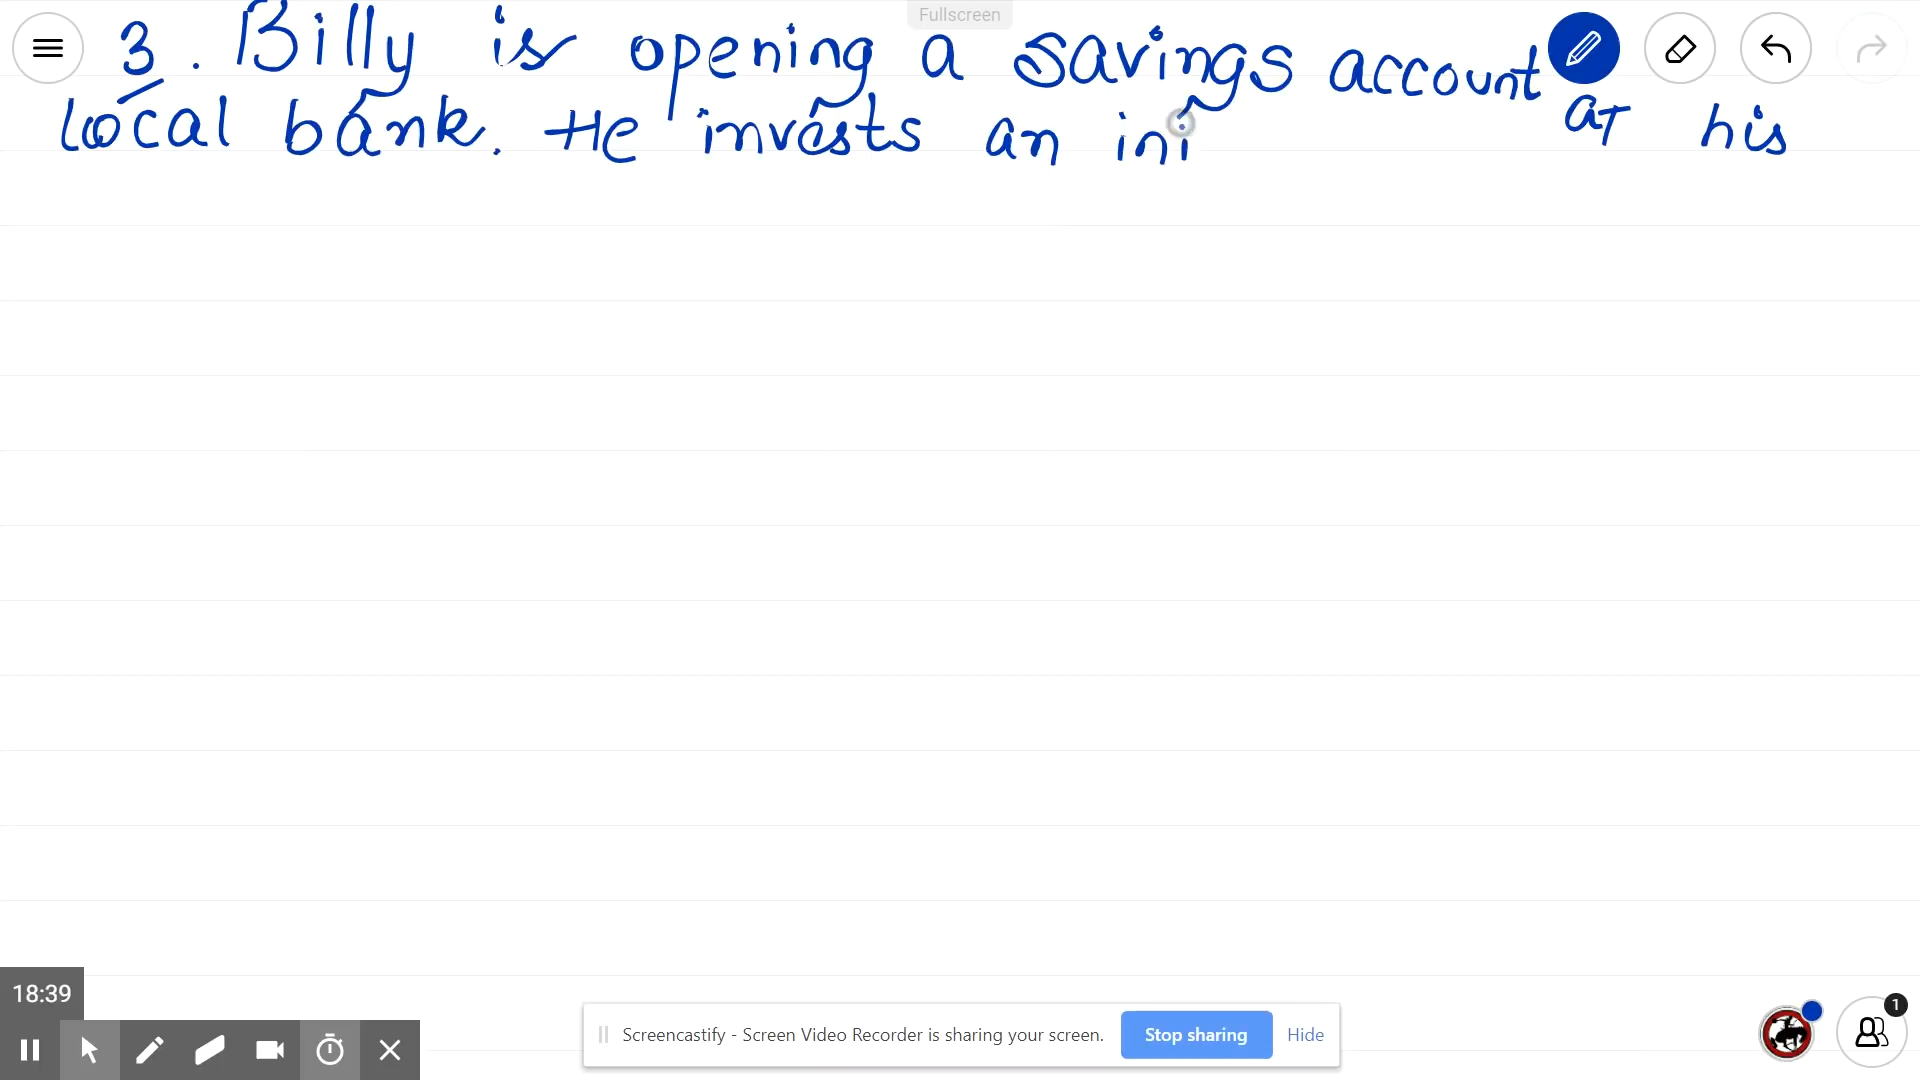 Fullscreen
3. Billy is opening a savings account at his
local bank. He invests an ini
18:39
Screencastify - Screen Video Recorder is sharing your screen. Stop sharing Hide
1